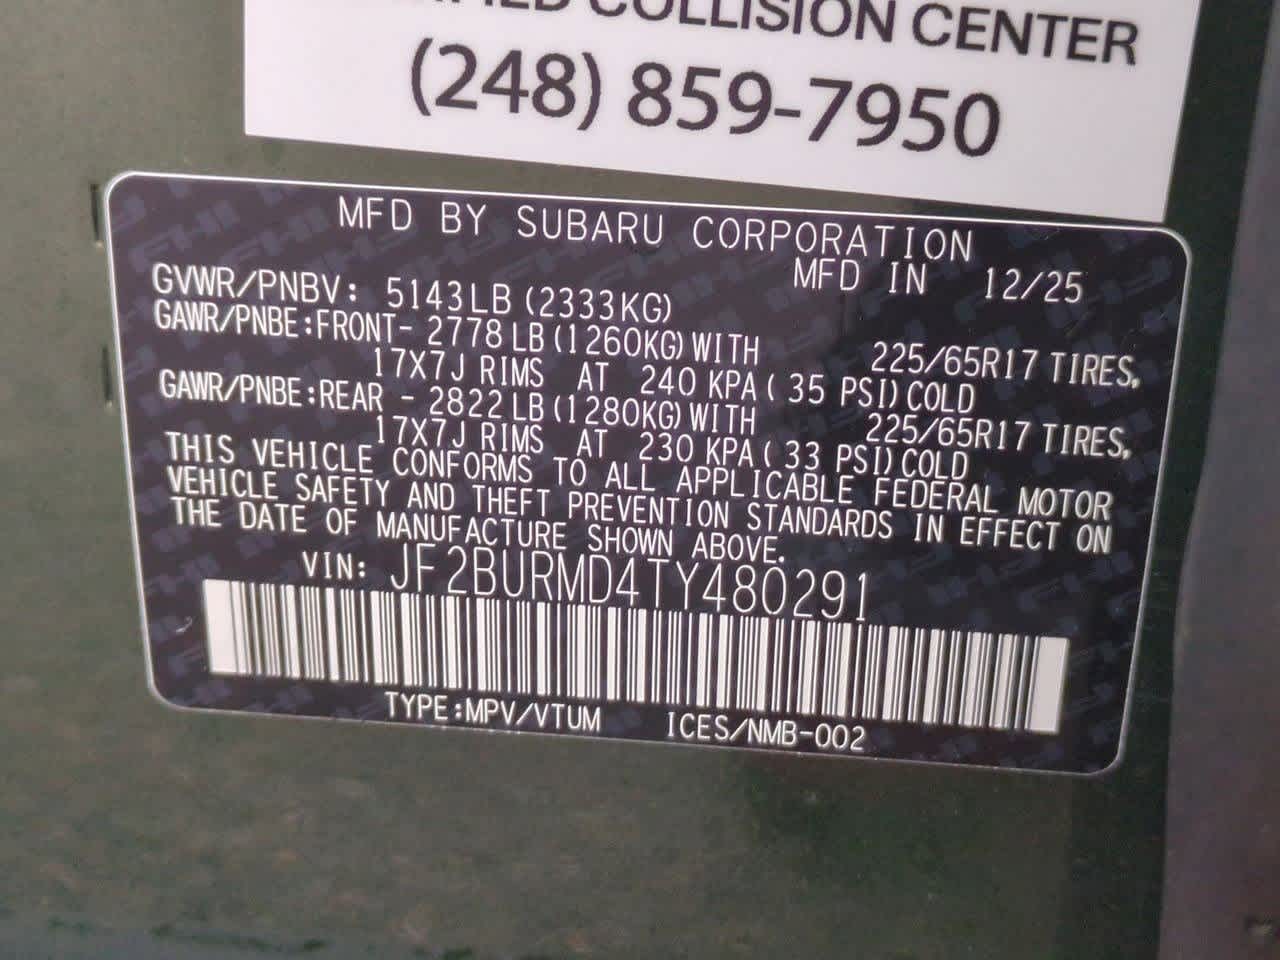 COLLISION CENTER
(248) 859-7950
MFD BY SUBARU CORPORATION
MFD IN 12/25
GVWR/PNBV: 5143LB (2333KG)
GAWR/PNBE:FRONT- 2778 LB (1260KG) WITH 225/65R17 TIRES,
17X7J RIMS AT 240 KPA ( 35 PSI) COLD
GAWR/PNBE:REAR - 2822 LB (1280KG) WITH 225/65R17 TIRES,
17X7J RIMS AT 230 KPA ( 33 PSI) COLD
THIS VEHICLE CONFORMS TO ALL APPLICABLE FEDERAL MOTOR
VEHICLE SAFETY AND THEFT PREVENTION STANDARDS IN EFFECT ON
THE DATE OF MANUFACTURE SHOWN ABOVE.
VIN: JF2BURMD4TY480291
TYPE:MPV/VTUM ICES/NMB-002